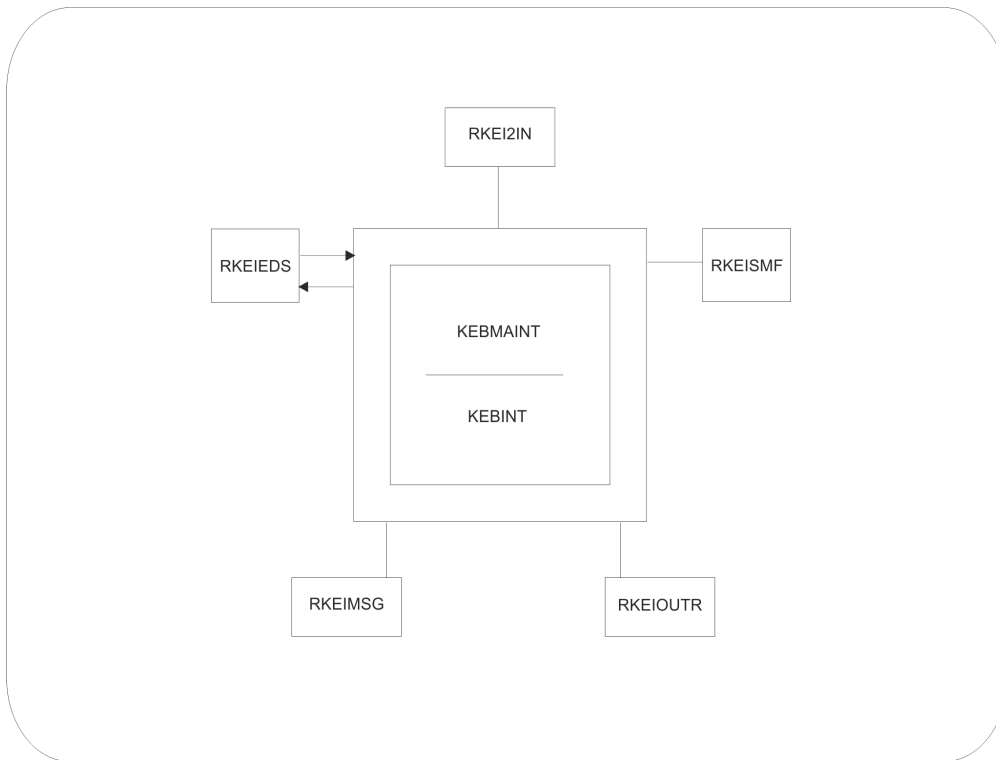 RKEI2IN
RKEIEDS
RKEISMF
KEBMAINT
KEBINT
RKEIMSG
RKEIOUTR